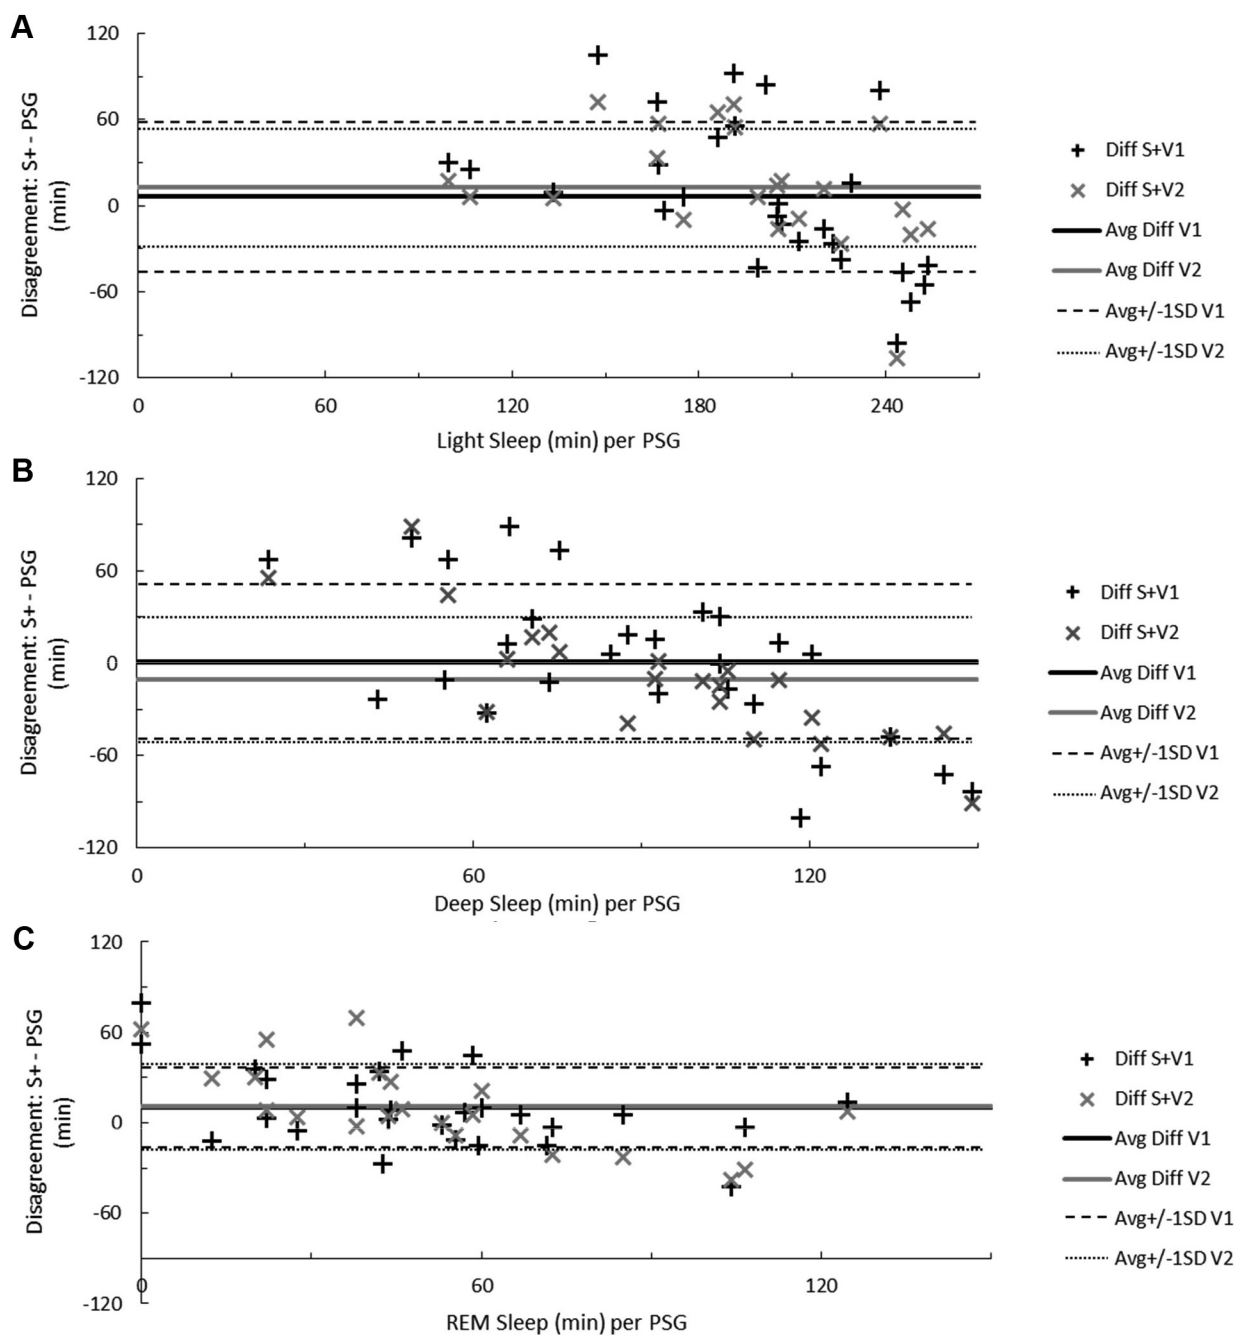 A
120
60
0
-60
-120
Disagreement: S+ - PSG
(min)
0 60 120 180 240
Light Sleep (min) per PSG
Diff S+V1
Diff S+V2
Avg Diff V1
Avg Diff V2
Avg+/-1SD V1
Avg+/-1SD V2
B
120
60
0
-60
-120
Disagreement: S+ - PSG
(min)
0 60 120
Deep Sleep (min) per PSG
Diff S+V1
Diff S+V2
Avg Diff V1
Avg Diff V2
Avg+/-1SD V1
Avg+/-1SD V2
C
120
60
0
-60
-120
Disagreement: S+ - PSG
(min)
0 60 120
REM Sleep (min) per PSG
Diff S+V1
Diff S+V2
Avg Diff V1
Avg Diff V2
Avg+/-1SD V1
Avg+/-1SD V2